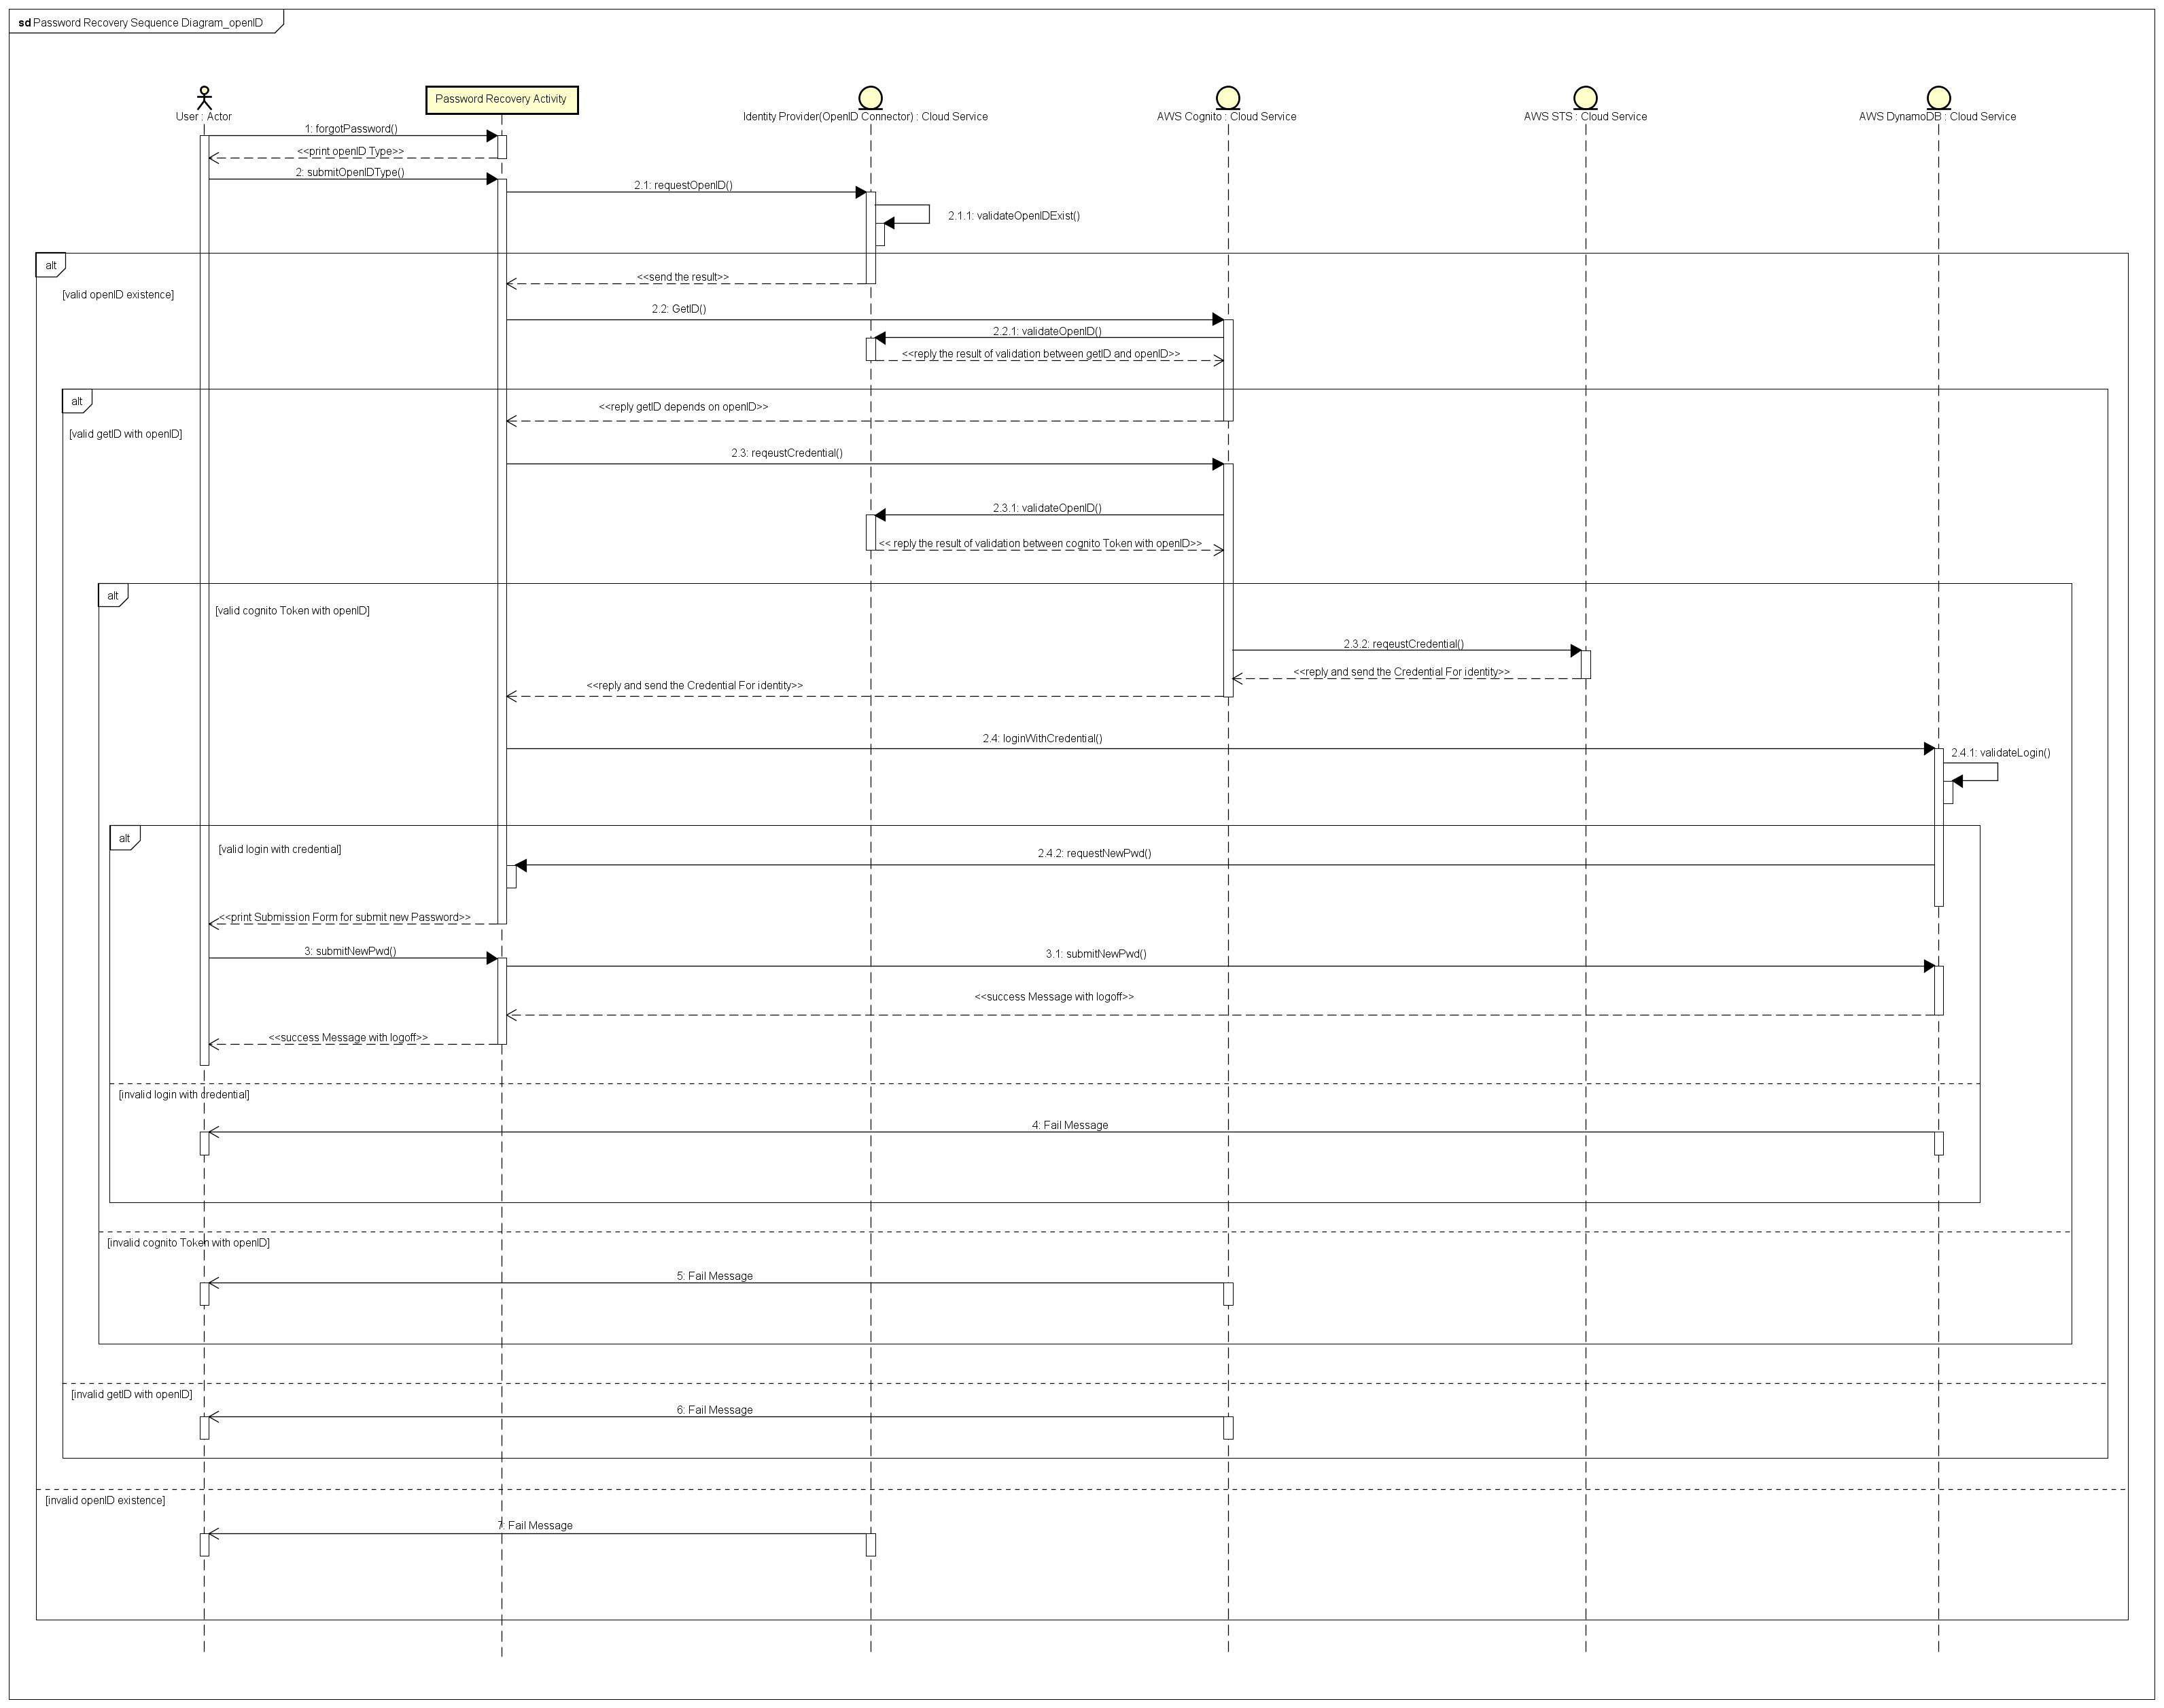 sd Password Recovery Sequence Diagram_openID
User : Actor
Password Recovery Activity
Identity Provider(OpenID Connector) : Cloud Service
AWS Cognito : Cloud Service
AWS STS : Cloud Service
AWS DynamoDB : Cloud Service
1: forgotPassword()
<<print openID Type>>
2: submitOpenIDType()
2.1: requestOpenID()
2.1.1: validateOpenIDExist()
alt
<<send the result>>
[valid openID existence]
2.2: GetID()
2.2.1: validateOpenID()
<<reply the result of validation between getID and openID>>
alt
<<reply getID depends on openID>>
[valid getID with openID]
2.3: reqeustCredential()
2.3.1: validateOpenID()
<< reply the result of validation between cognito Token with openID>>
alt
[valid cognito Token with openID]
2.3.2: reqeustCredential()
<<reply and send the Credential For identity>>
<<reply and send the Credential For identity>>
2.4: loginWithCredential()
2.4.1: validateLogin()
alt
[valid login with credential]
2.4.2: requestNewPwd()
<<print Submission Form for submit new Password>>
3: submitNewPwd()
3.1: submitNewPwd()
<<success Message with logoff>>
<<success Message with logoff>>
[invalid login with credential]
4: Fail Message
[invalid cognito Token with openID]
5: Fail Message
[invalid getID with openID]
6: Fail Message
[invalid openID existence]
7: Fail Message